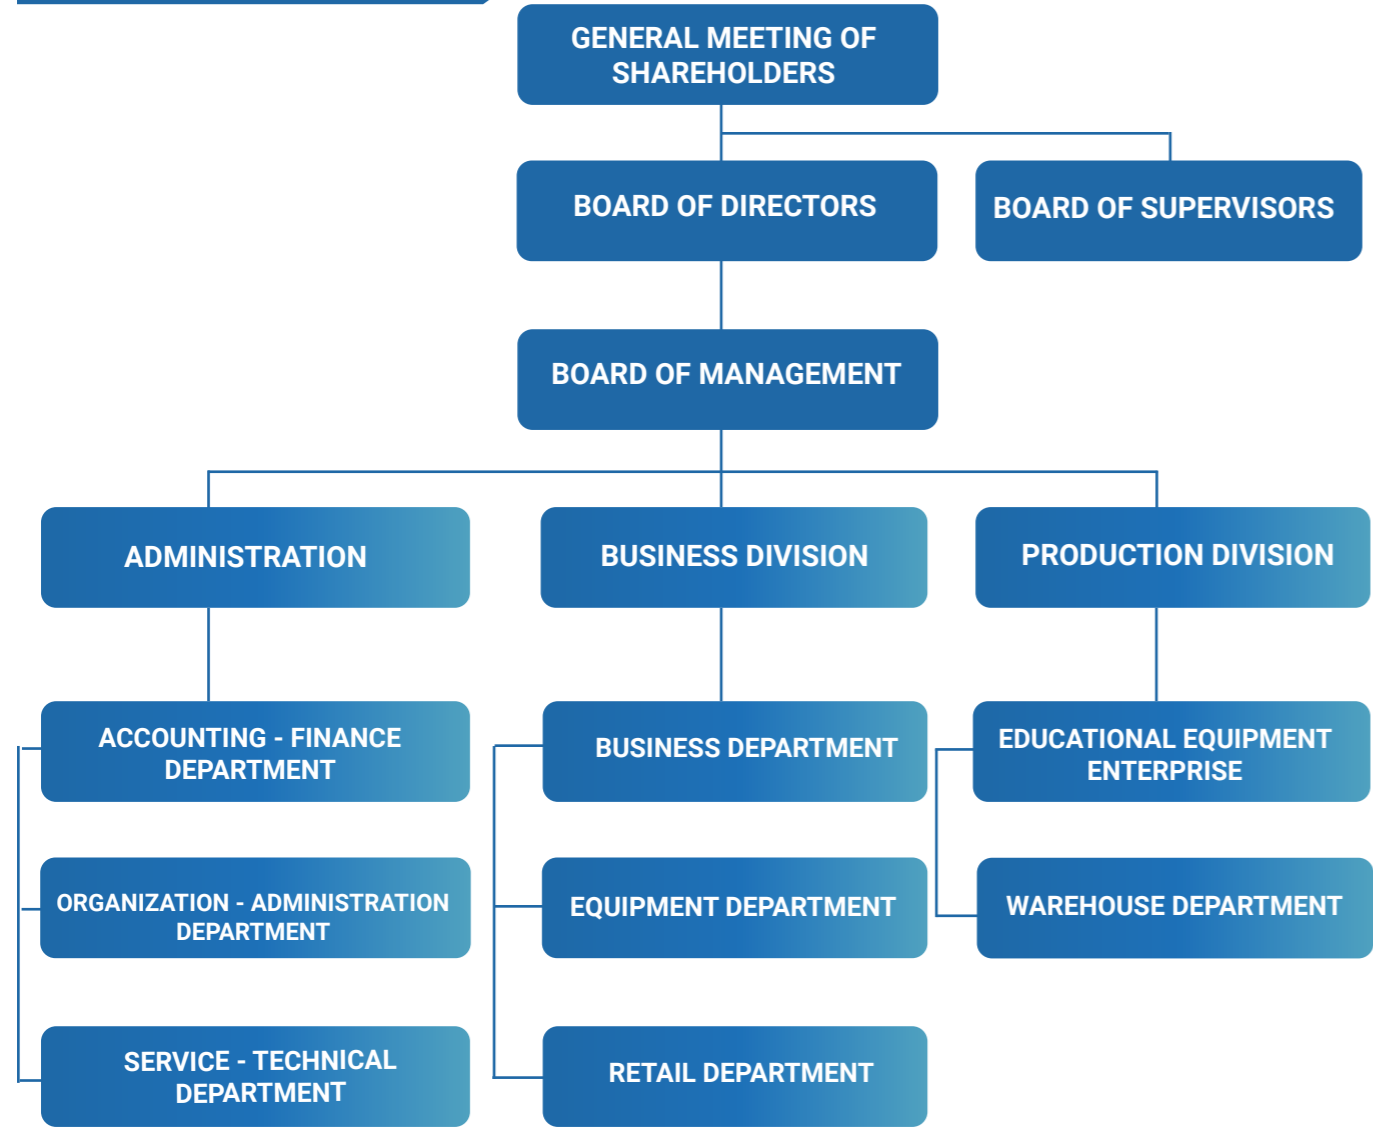 GENERAL MEETING OF
SHAREHOLDERS
BOARD OF DIRECTORS
BOARD OF SUPERVISORS
BOARD OF MANAGEMENT
ADMINISTRATION
BUSINESS DIVISION
PRODUCTION DIVISION
ACCOUNTING - FINANCE
DEPARTMENT
BUSINESS DEPARTMENT
EDUCATIONAL EQUIPMENT
ENTERPRISE
ORGANIZATION - ADMINISTRATION
DEPARTMENT
EQUIPMENT DEPARTMENT
WAREHOUSE DEPARTMENT
SERVICE - TECHNICAL
DEPARTMENT
RETAIL DEPARTMENT